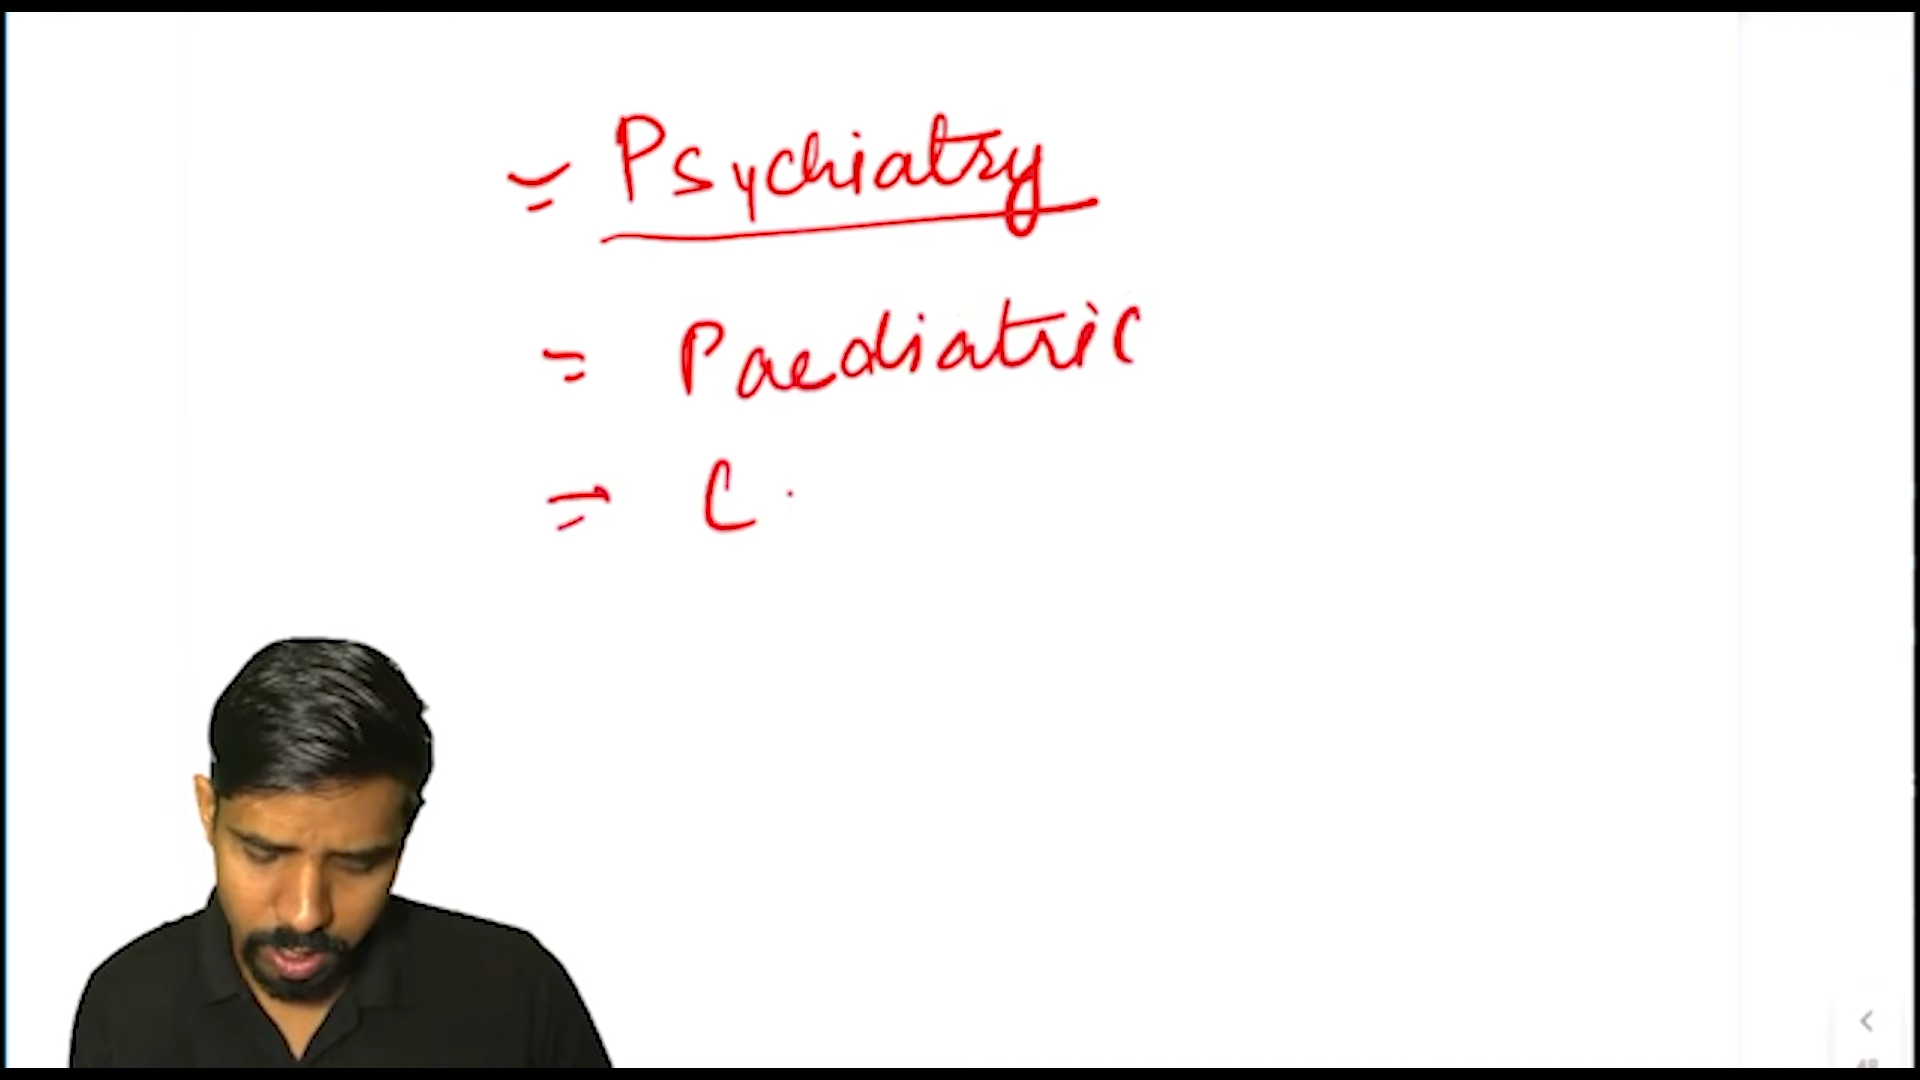 = Psychiatry
= Paediatric
= C